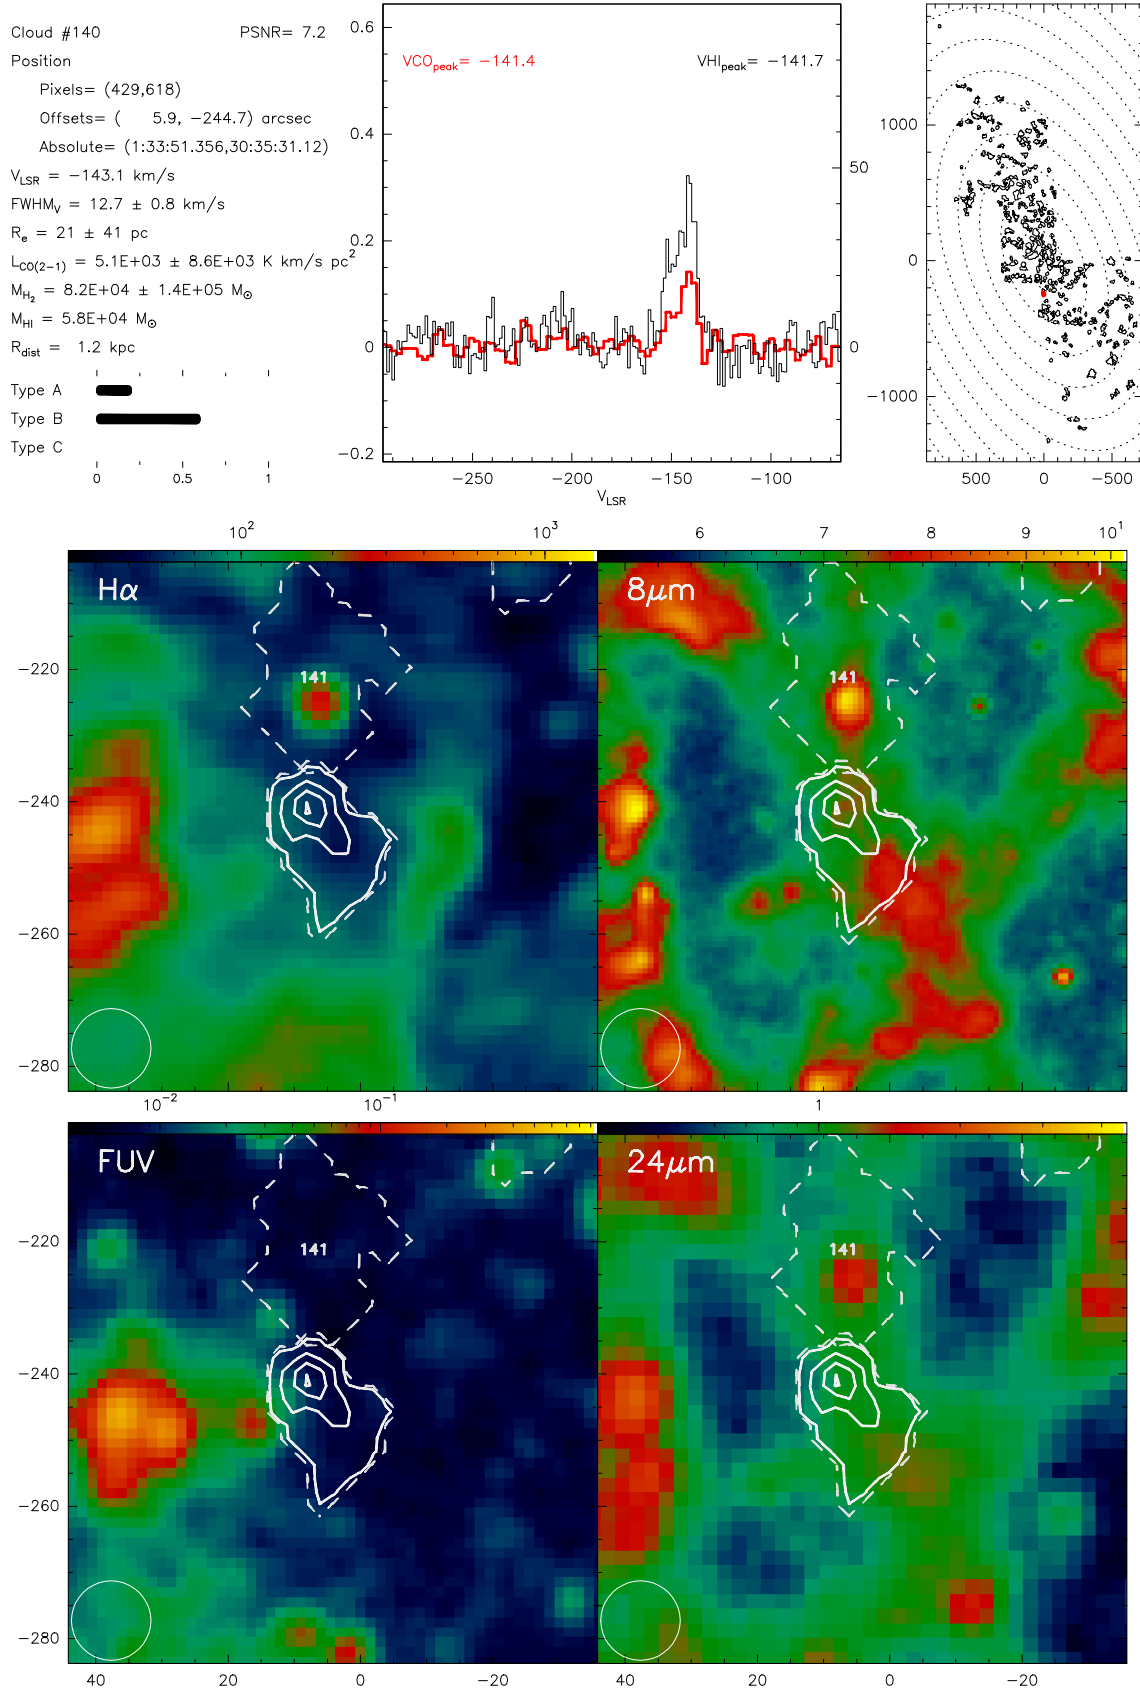 Cloud #140 PSNR= 7.2
Position
Pixels= (429,618)
Offsets= ( 5.9, −244.7) arcsec
Absolute= (1:33:51.356,30:35:31.12)
V_LSR = −143.1 km/s
FWHM_V = 12.7 ± 0.8 km/s
R_e = 21 ± 41 pc
L_CO(2−1) = 5.1E+03 ± 8.6E+03 K km/s pc²
M_H₂ = 8.2E+04 ± 1.4E+05 M⊙
M_HI = 5.8E+04 M⊙
R_dist = 1.2 kpc
Type A
Type B
Type C
0 0.5 1
VCO_peak= −141.4 VHI_peak= −141.7
0.6
0.4
0.2
0
−0.2
50
0
−250 −200 −150 −100
V_LSR
1000
0
−1000
500 0 −500
10² 10³
6 7 8 9 10¹
Hα
8μm
141
141
−220
−240
−260
−280
10⁻² 10⁻¹
1
FUV
24μm
141
141
−220
−240
−260
−280
40 20 0 −20
40 20 0 −20